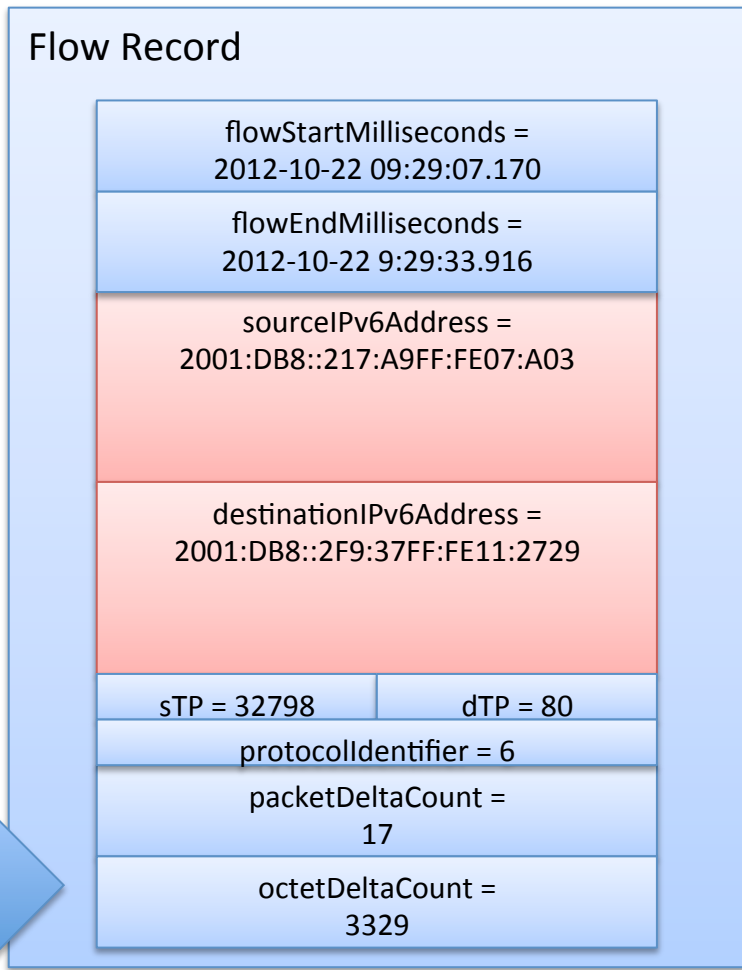 Flow Record
flowStartMilliseconds =
2012-10-22 09:29:07.170
flowEndMilliseconds =
2012-10-22 9:29:33.916
sourceIPv6Address =
2001:DB8::217:A9FF:FE07:A03
destinationIPv6Address =
2001:DB8::2F9:37FF:FE11:2729
sTP = 32798
dTP = 80
protocolIdentifier = 6
packetDeltaCount =
17
octetDeltaCount =
3329